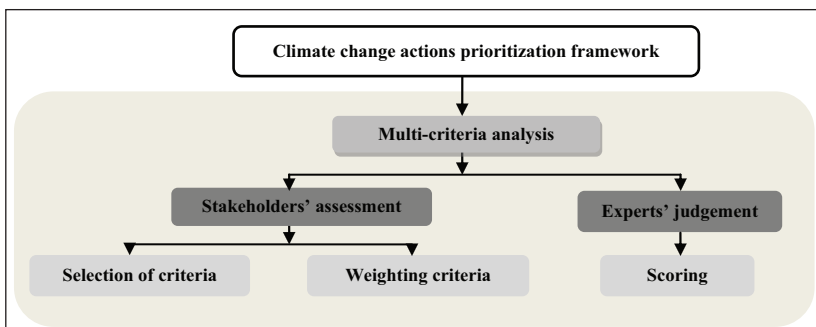 Climate change actions prioritization framework
Multi-criteria analysis
Stakeholders’ assessment
Experts’ judgement
Selection of criteria
Weighting criteria
Scoring